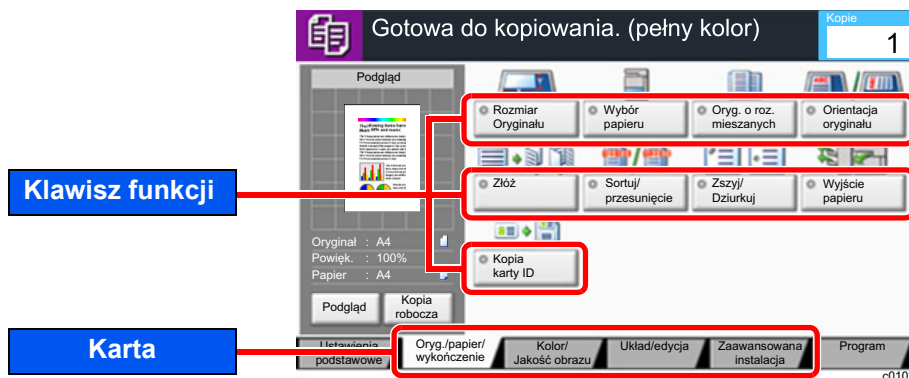 Gotowa do kopiowania. (pełny kolor)
Kopie
1
Podgląd
Rozmiar
Oryginału
Wybór
papieru
Oryg. o roz.
mieszanych
Orientacja
oryginału
Klawisz funkcji
Złóż
Sortuj/
przesunięcie
Zszyj/
Dziurkuj
Wyjście
papieru
Oryginał : A4
Powięk. : 100%
Papier : A4
Kopia
karty ID
Podgląd
Kopia
robocza
Karta
Ustawienia
podstawowe
Oryg./papier/
wykończenie
Kolor/
Jakość obrazu
Układ/edycja
Zaawansowana
instalacja
Program